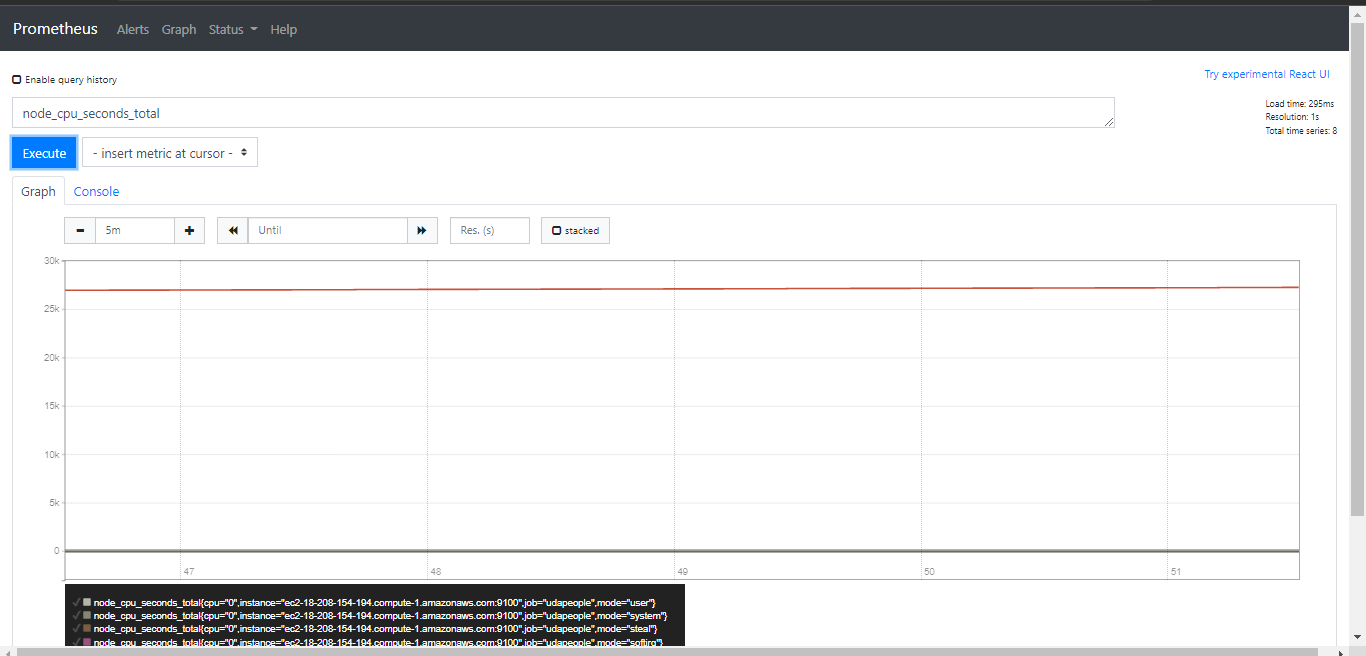 Prometheus Alerts Graph Status Help
Enable query history
Try experimental React UI
node_cpu_seconds_total
Load time: 295ms
Resolution: 1s
Total time series: 8
Execute
- insert metric at cursor -
Graph Console
5m
Until
Res. (s)
stacked
30k
25k
20k
15k
10k
5k
0
47 48 49 50 51
node_cpu_seconds_total{cpu="0",instance="ec2-18-208-154-194.compute-1.amazonaws.com:9100",job="udapeople",mode="user"}
node_cpu_seconds_total{cpu="0",instance="ec2-18-208-154-194.compute-1.amazonaws.com:9100",job="udapeople",mode="system"}
node_cpu_seconds_total{cpu="0",instance="ec2-18-208-154-194.compute-1.amazonaws.com:9100",job="udapeople",mode="steal"}
node_cpu_seconds_total{cpu="0",instance="ec2-18-208-154-194.compute-1.amazonaws.com:9100",job="udapeople",mode="softirq"}